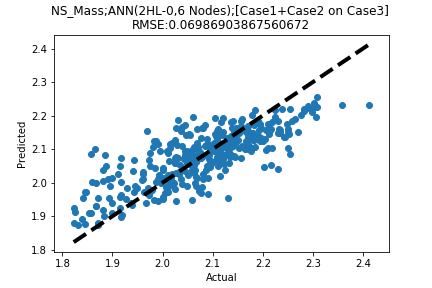 NS_Mass;ANN(2HL-0,6 Nodes);[Case1+Case2 on Case3]
RMSE:0.06986903867560672
2.4
2.3
2.2
2.1
2.0
1.9
1.8
Predicted
1.8 1.9 2.0 2.1 2.2 2.3 2.4
Actual